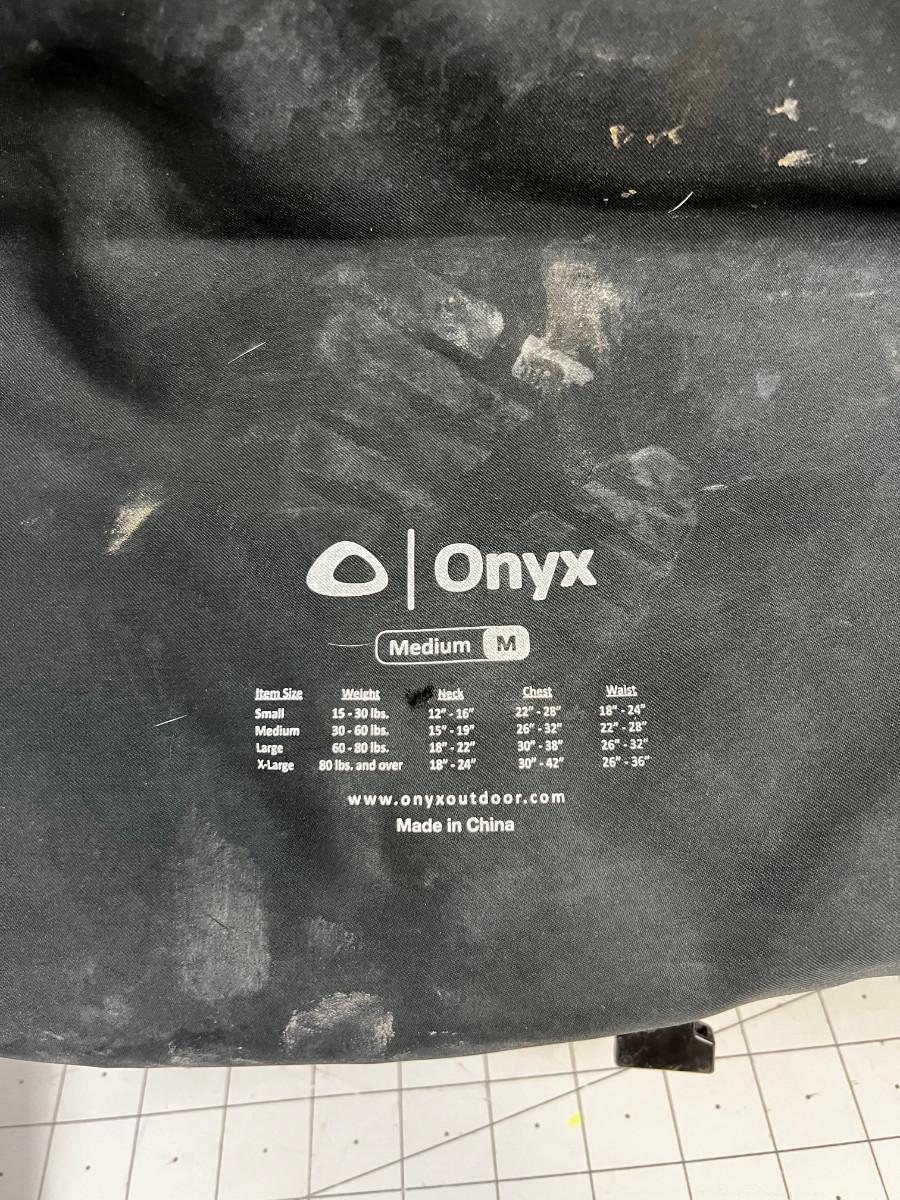 Onyx
Medium M
Item Size Weight Neck Chest Waist
Small 15 - 30 lbs. 12" - 16" 22" - 28" 18" - 24"
Medium 30 - 60 lbs. 15" - 19" 26" - 32" 22" - 28"
Large 60 - 80 lbs. 18" - 22" 30" - 38" 26" - 32"
X-Large 80 lbs. and over 18" - 24" 30" - 42" 26" - 36"
www.onyxoutdoor.com
Made in China